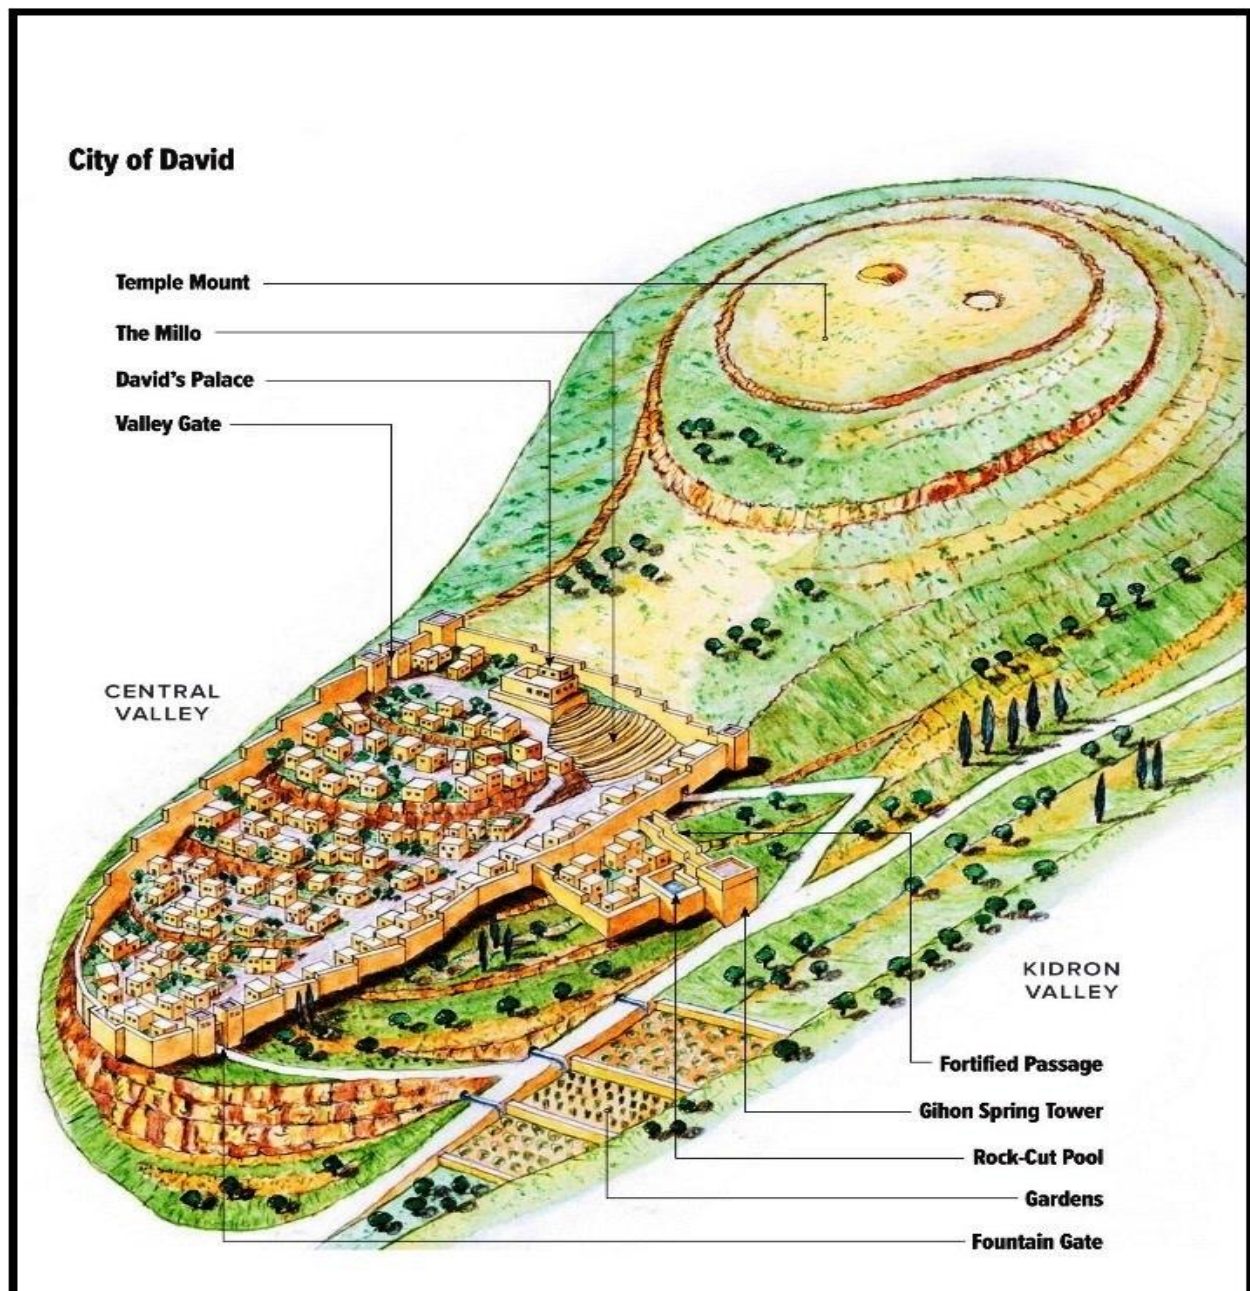 City of David
Temple Mount
The Millo
David's Palace
Valley Gate
CENTRAL
VALLEY
KIDRON
VALLEY
Fortified Passage
Gihon Spring Tower
Rock-Cut Pool
Gardens
Fountain Gate